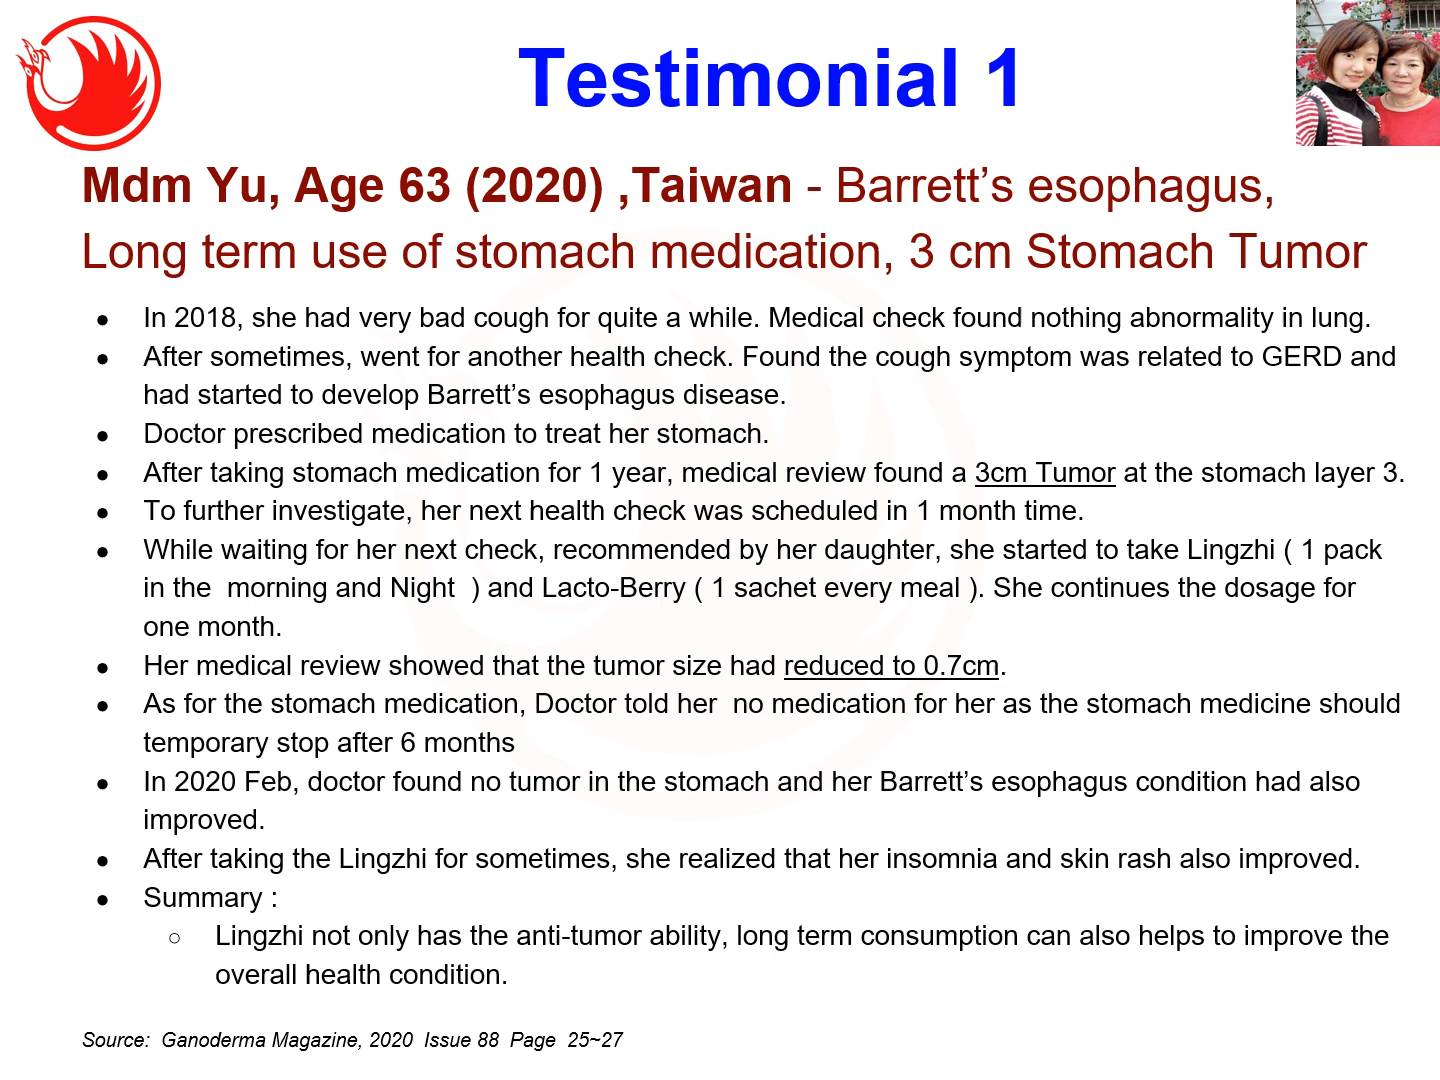 Testimonial 1
Mdm Yu, Age 63 (2020) ,Taiwan - Barrett’s esophagus,
Long term use of stomach medication, 3 cm Stomach Tumor
● In 2018, she had very bad cough for quite a while. Medical check found nothing abnormality in lung.
● After sometimes, went for another health check. Found the cough symptom was related to GERD and
had started to develop Barrett’s esophagus disease.
● Doctor prescribed medication to treat her stomach.
● After taking stomach medication for 1 year, medical review found a 3cm Tumor at the stomach layer 3.
● To further investigate, her next health check was scheduled in 1 month time.
● While waiting for her next check, recommended by her daughter, she started to take Lingzhi ( 1 pack
in the  morning and Night  ) and Lacto-Berry ( 1 sachet every meal ). She continues the dosage for
one month.
● Her medical review showed that the tumor size had reduced to 0.7cm.
● As for the stomach medication, Doctor told her  no medication for her as the stomach medicine should
temporary stop after 6 months
● In 2020 Feb, doctor found no tumor in the stomach and her Barrett’s esophagus condition had also
improved.
● After taking the Lingzhi for sometimes, she realized that her insomnia and skin rash also improved.
● Summary :
○ Lingzhi not only has the anti-tumor ability, long term consumption can also helps to improve the
overall health condition.
Source:  Ganoderma Magazine, 2020  Issue 88  Page  25~27